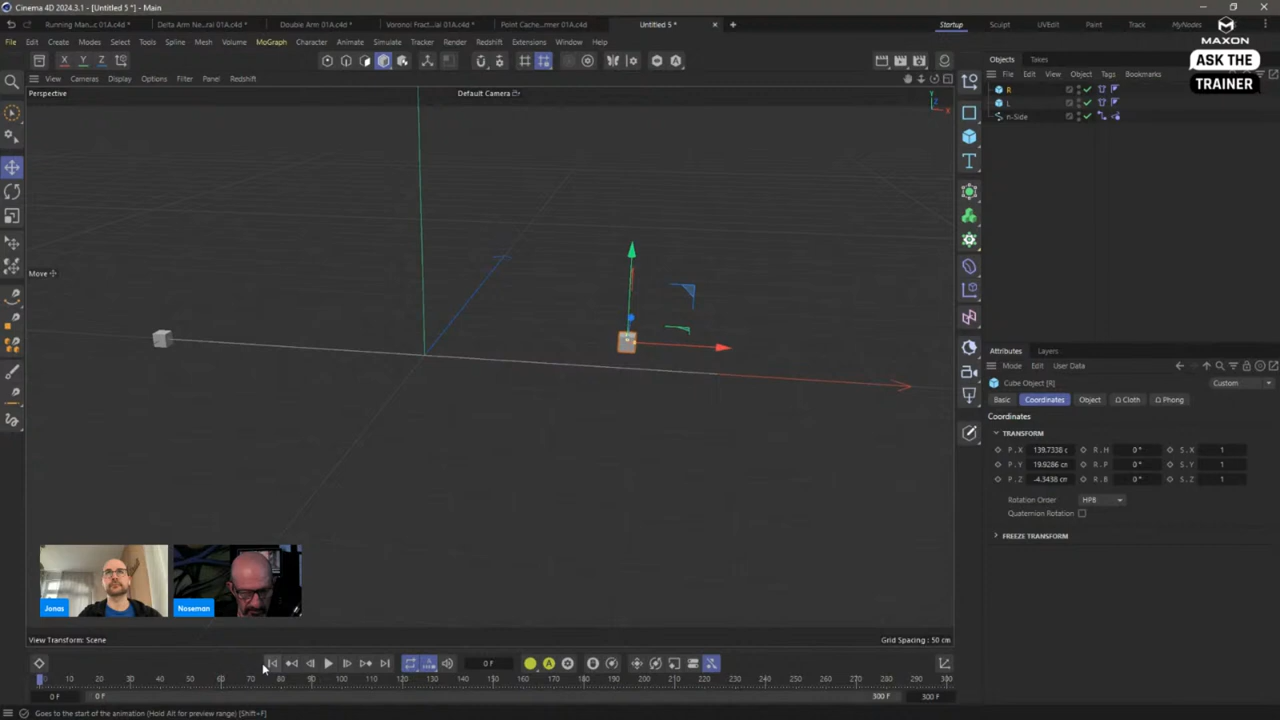 Cinema 4D 2024.3.1 - [Untitled 5 *] - Main
Running Man...01A.c4d *
Delta Arm Ne...ral 01A.c4d *
Double Arm 01A.c4d *
Voronoi Fract...al 01A.c4d *
Point Cache...rmer 01A.c4d
Untitled 5 *
Startup
Sculpt
UVEdit
Paint
Track
MyNodes
File Edit Create Modes Select Tools Spline Mesh Volume MoGraph Character Animate Simulate Tracker Render Redshift Extensions Window Help
MAXON
ASK THE
TRAINER
X Y Z
Objects Takes
File Edit View Object Tags Bookmarks
View Cameras Display Options Filter Panel Redshift
Perspective
Default Camera
Y
Z
X
R
L
n-Side
Move
Attributes Layers
Mode Edit User Data
Cube Object [R]
Custom
Basic Coordinates Object Cloth Phong
Coordinates
TRANSFORM
P . X 139.7338 c R . H 0 ° S . X 1
P . Y 19.9286 cm R . P 0 ° S . Y 1
P . Z -4.3438 cm R . B 0 ° S . Z 1
Rotation Order HPB
Quaternion Rotation
FREEZE TRANSFORM
Jonas
Noseman
View Transform: Scene
Grid Spacing : 50 cm
0 F
0 10 20 30 40 50 60 70 80 90 100 110 120 130 140 150 160 170 180 190 200 210 220 230 240 250 260 270 280 290 300
0 F 0 F 300 F 300 F
Goes to the start of the animation (Hold Alt for preview range) [Shift+F]